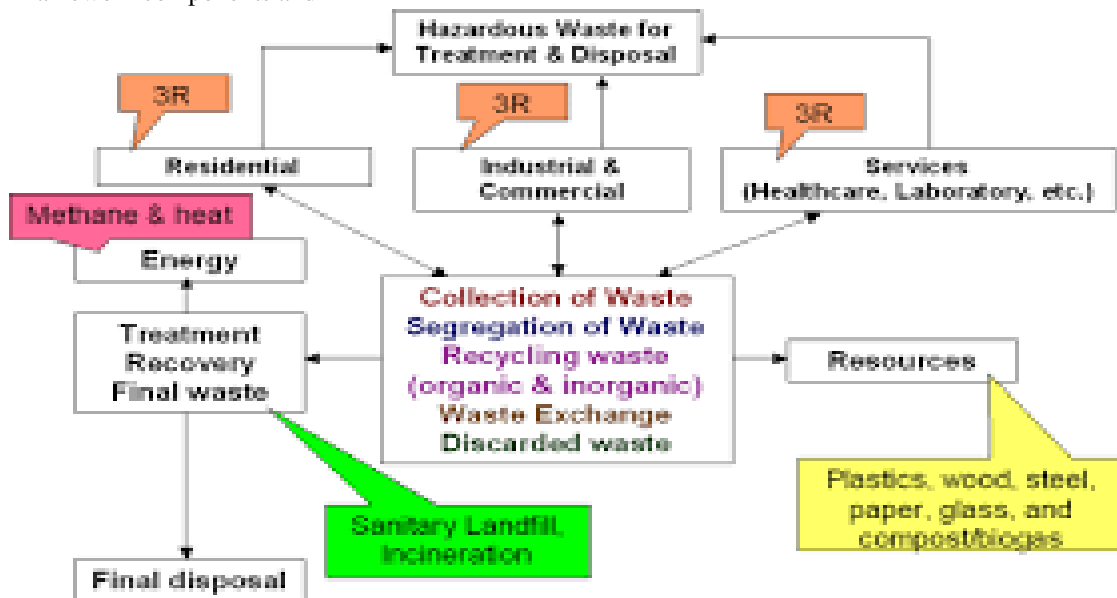 Hazardous Waste for
Treatment & Disposal
3R
3R
3R
Residential
Industrial &
Commercial
Services
(Healthcare, Laboratory, etc.)
Methane & heat
Energy
Collection of Waste
Segregation of Waste
Recycling waste
(organic & inorganic)
Waste Exchange
Discarded waste
Treatment
Recovery
Final waste
Resources
Plastics, wood, steel,
paper, glass, and
compost/biogas
Sanitary Landfill,
Incineration
Final disposal